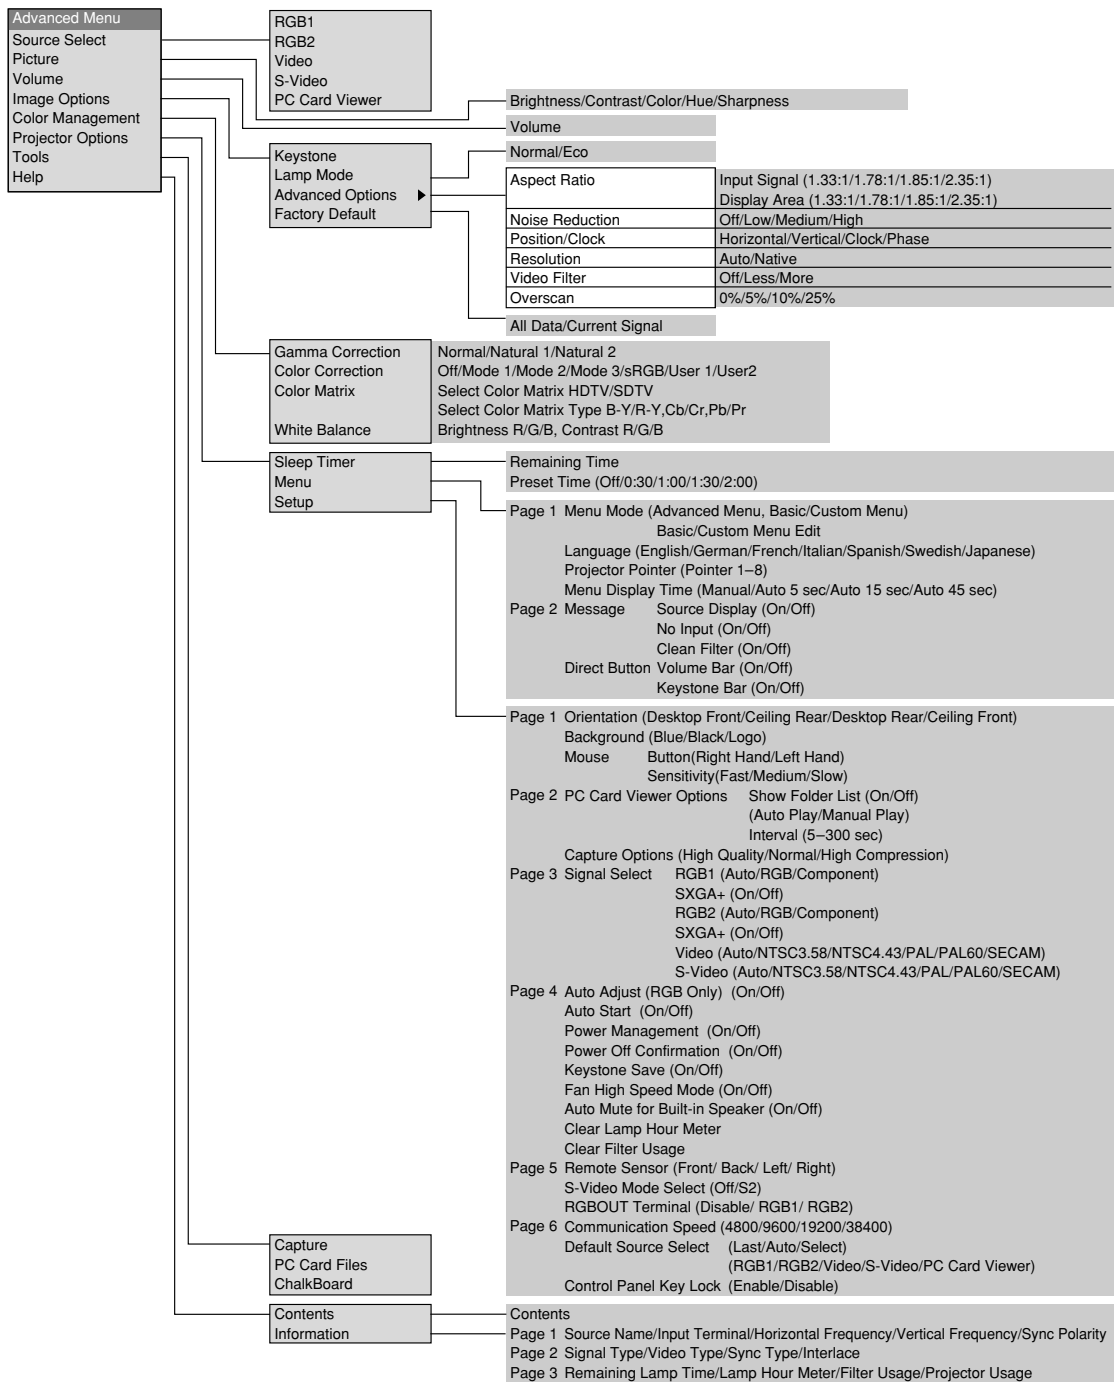 Advanced Menu
Source Select
Picture
Volume
Image Options
Color Management
Projector Options
Tools
Help
RGB1
RGB2
Video
S-Video
PC Card Viewer
Brightness/Contrast/Color/Hue/Sharpness
Volume
Keystone
Lamp Mode
Advanced Options
Factory Default
Normal/Eco
Aspect Ratio Input Signal (1.33:1/1.78:1/1.85:1/2.35:1)
Display Area (1.33:1/1.78:1/1.85:1/2.35:1)
Noise Reduction Off/Low/Medium/High
Position/Clock Horizontal/Vertical/Clock/Phase
Resolution Auto/Native
Video Filter Off/Less/More
Overscan 0%/5%/10%/25%
All Data/Current Signal
Gamma Correction Normal/Natural 1/Natural 2
Color Correction Off/Mode 1/Mode 2/Mode 3/sRGB/User 1/User2
Color Matrix Select Color Matrix HDTV/SDTV
Select Color Matrix Type B-Y/R-Y,Cb/Cr,Pb/Pr
White Balance Brightness R/G/B, Contrast R/G/B
Sleep Timer
Menu
Setup
Remaining Time
Preset Time (Off/0:30/1:00/1:30/2:00)
Page 1 Menu Mode (Advanced Menu, Basic/Custom Menu)
Basic/Custom Menu Edit
Language (English/German/French/Italian/Spanish/Swedish/Japanese)
Projector Pointer (Pointer 1–8)
Menu Display Time (Manual/Auto 5 sec/Auto 15 sec/Auto 45 sec)
Page 2 Message Source Display (On/Off)
No Input (On/Off)
Clean Filter (On/Off)
Direct Button Volume Bar (On/Off)
Keystone Bar (On/Off)
Page 1 Orientation (Desktop Front/Ceiling Rear/Desktop Rear/Ceiling Front)
Background (Blue/Black/Logo)
Mouse Button(Right Hand/Left Hand)
Sensitivity(Fast/Medium/Slow)
Page 2 PC Card Viewer Options Show Folder List (On/Off)
(Auto Play/Manual Play)
Interval (5–300 sec)
Capture Options (High Quality/Normal/High Compression)
Page 3 Signal Select RGB1 (Auto/RGB/Component)
SXGA+ (On/Off)
RGB2 (Auto/RGB/Component)
SXGA+ (On/Off)
Video (Auto/NTSC3.58/NTSC4.43/PAL/PAL60/SECAM)
S-Video (Auto/NTSC3.58/NTSC4.43/PAL/PAL60/SECAM)
Page 4 Auto Adjust (RGB Only) (On/Off)
Auto Start (On/Off)
Power Management (On/Off)
Power Off Confirmation (On/Off)
Keystone Save (On/Off)
Fan High Speed Mode (On/Off)
Auto Mute for Built-in Speaker (On/Off)
Clear Lamp Hour Meter
Clear Filter Usage
Page 5 Remote Sensor (Front/ Back/ Left/ Right)
S-Video Mode Select (Off/S2)
RGBOUT Terminal (Disable/ RGB1/ RGB2)
Page 6 Communication Speed (4800/9600/19200/38400)
Default Source Select (Last/Auto/Select)
(RGB1/RGB2/Video/S-Video/PC Card Viewer)
Control Panel Key Lock (Enable/Disable)
Capture
PC Card Files
ChalkBoard
Contents
Information
Contents
Page 1 Source Name/Input Terminal/Horizontal Frequency/Vertical Frequency/Sync Polarity
Page 2 Signal Type/Video Type/Sync Type/Interlace
Page 3 Remaining Lamp Time/Lamp Hour Meter/Filter Usage/Projector Usage